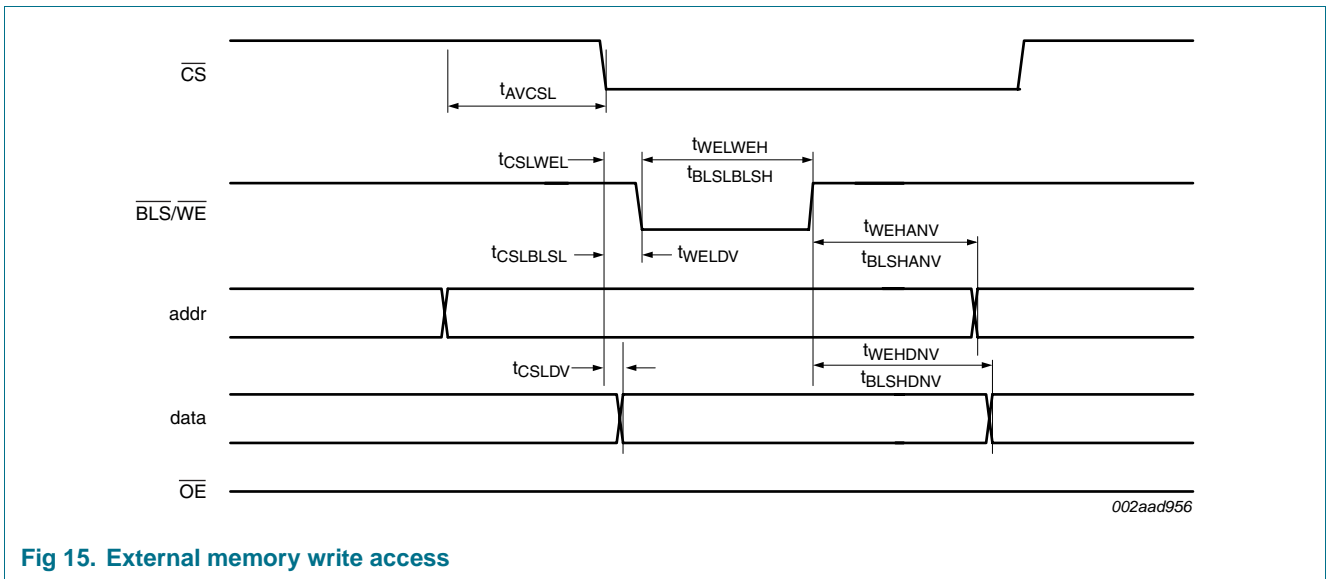 CS
tAVCSL
tCSLWEL
tWELWEH
tBLSLBLSH
BLS/WE
tCSLBLSL
tWELDV
tWEHANV
tBLSHANV
addr
tCSLDV
tWEHDNV
tBLSHDNV
data
OE
002aad956
Fig 15. External memory write access